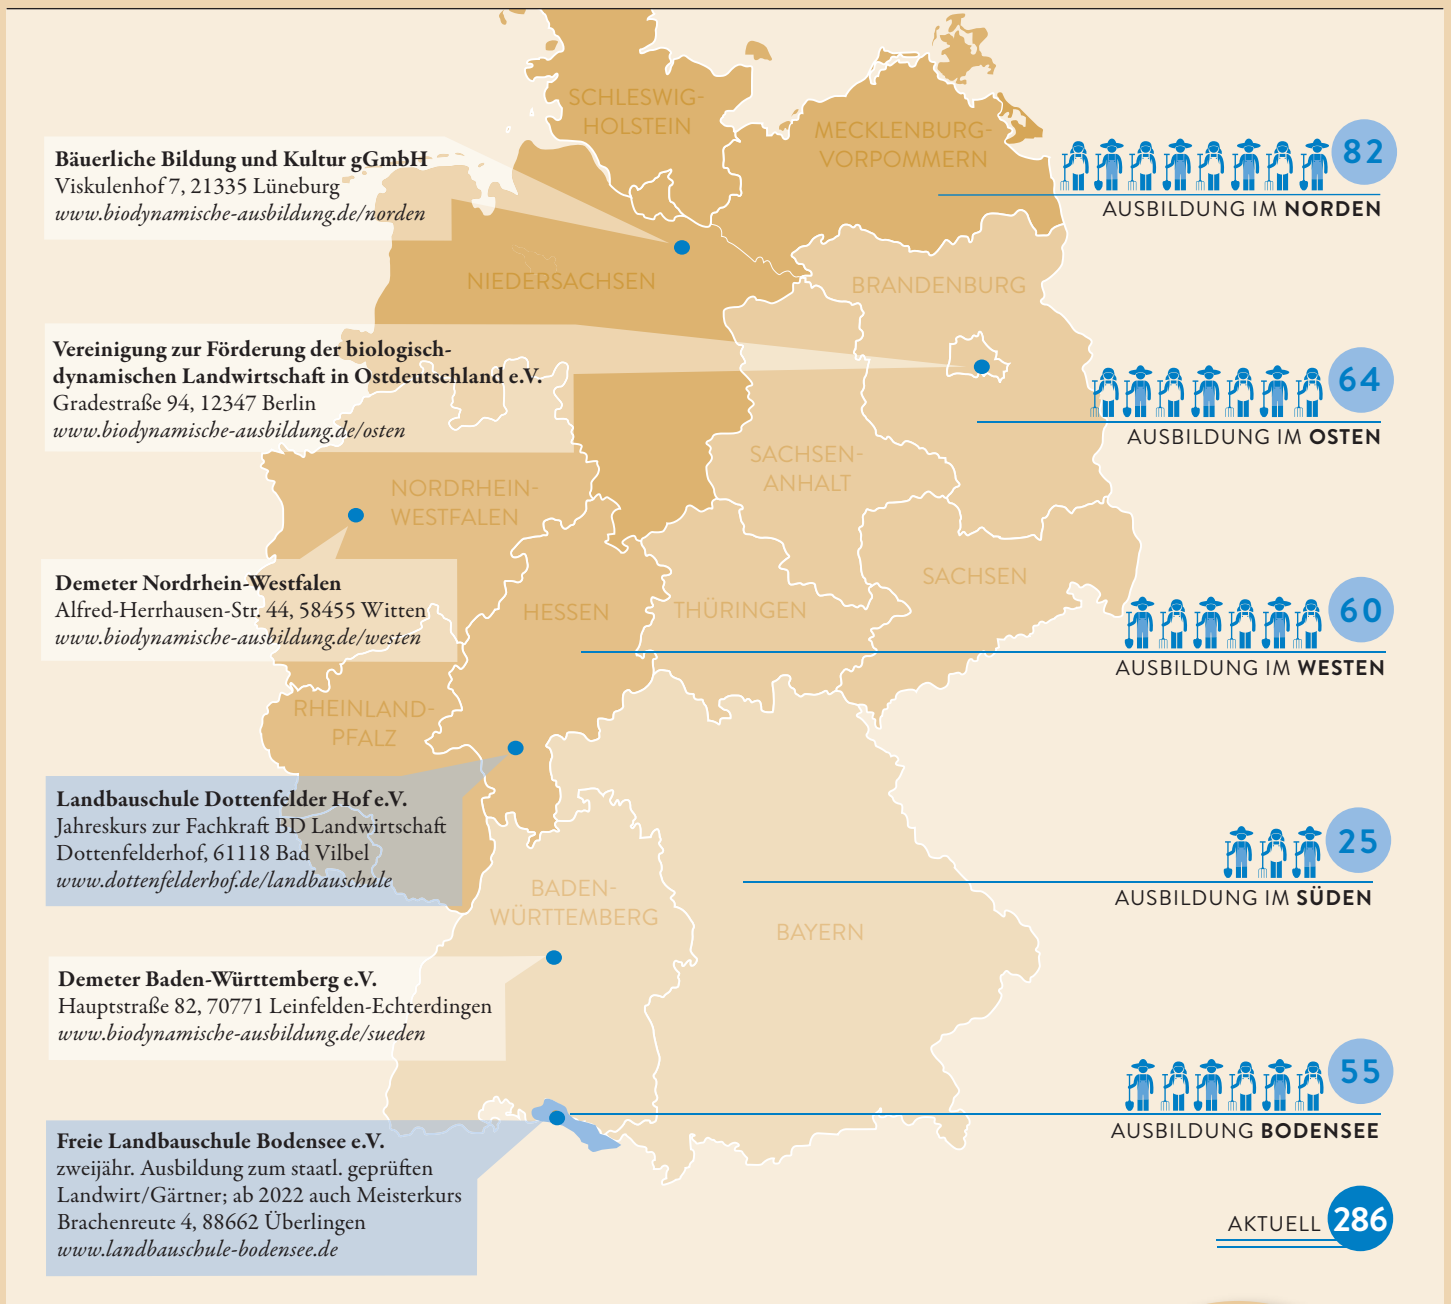 SCHLESWIG-
HOLSTEIN
MECKLENBURG-
VORPOMMERN
82
AUSBILDUNG IM NORDEN
Bäuerliche Bildung und Kultur gGmbH
Viskulenhof 7, 21335 Lüneburg
www.biodynamische-ausbildung.de/norden
NIEDERSACHSEN
BRANDENBURG
Vereinigung zur Förderung der biologisch-
dynamischen Landwirtschaft in Ostdeutschland e.V.
Gradestraße 94, 12347 Berlin
www.biodynamische-ausbildung.de/osten
64
AUSBILDUNG IM OSTEN
SACHSEN-
ANHALT
NORDRHEIN-
WESTFALEN
Demeter Nordrhein-Westfalen
Alfred-Herrhausen-Str. 44, 58455 Witten
www.biodynamische-ausbildung.de/westen
HESSEN
THÜRINGEN
SACHSEN
60
AUSBILDUNG IM WESTEN
RHEINLAND-
PFALZ
Landbauschule Dottenfelder Hof e.V.
Jahreskurs zur Fachkraft BD Landwirtschaft
Dottenfelderhof, 61118 Bad Vilbel
www.dottenfelderhof.de/landbauschule
25
AUSBILDUNG IM SÜDEN
BADEN-
WÜRTTEMBERG
BAYERN
Demeter Baden-Württemberg e.V.
Hauptstraße 82, 70771 Leinfelden-Echterdingen
www.biodynamische-ausbildung.de/sueden
55
AUSBILDUNG BODENSEE
Freie Landbauschule Bodensee e.V.
zweijähr. Ausbildung zum staatl. geprüften
Landwirt/Gärtner; ab 2022 auch Meisterkurs
Brachenreute 4, 88662 Überlingen
www.landbauschule-bodensee.de
AKTUELL 286